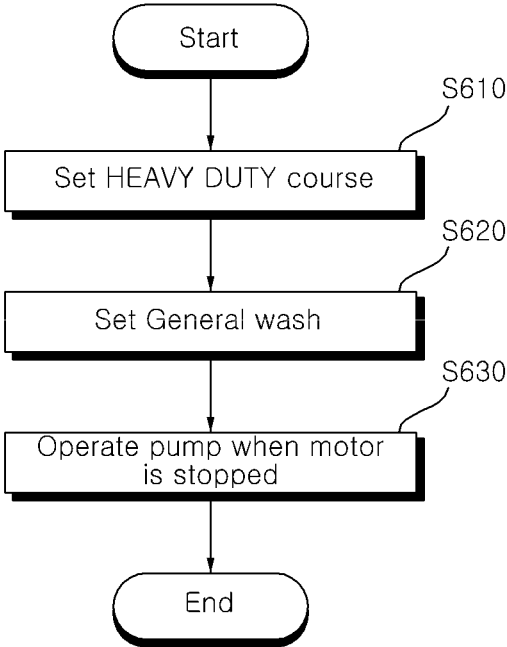 Start
S610
Set HEAVY DUTY course
S620
Set General wash
S630
Operate pump when motor
is stopped
End